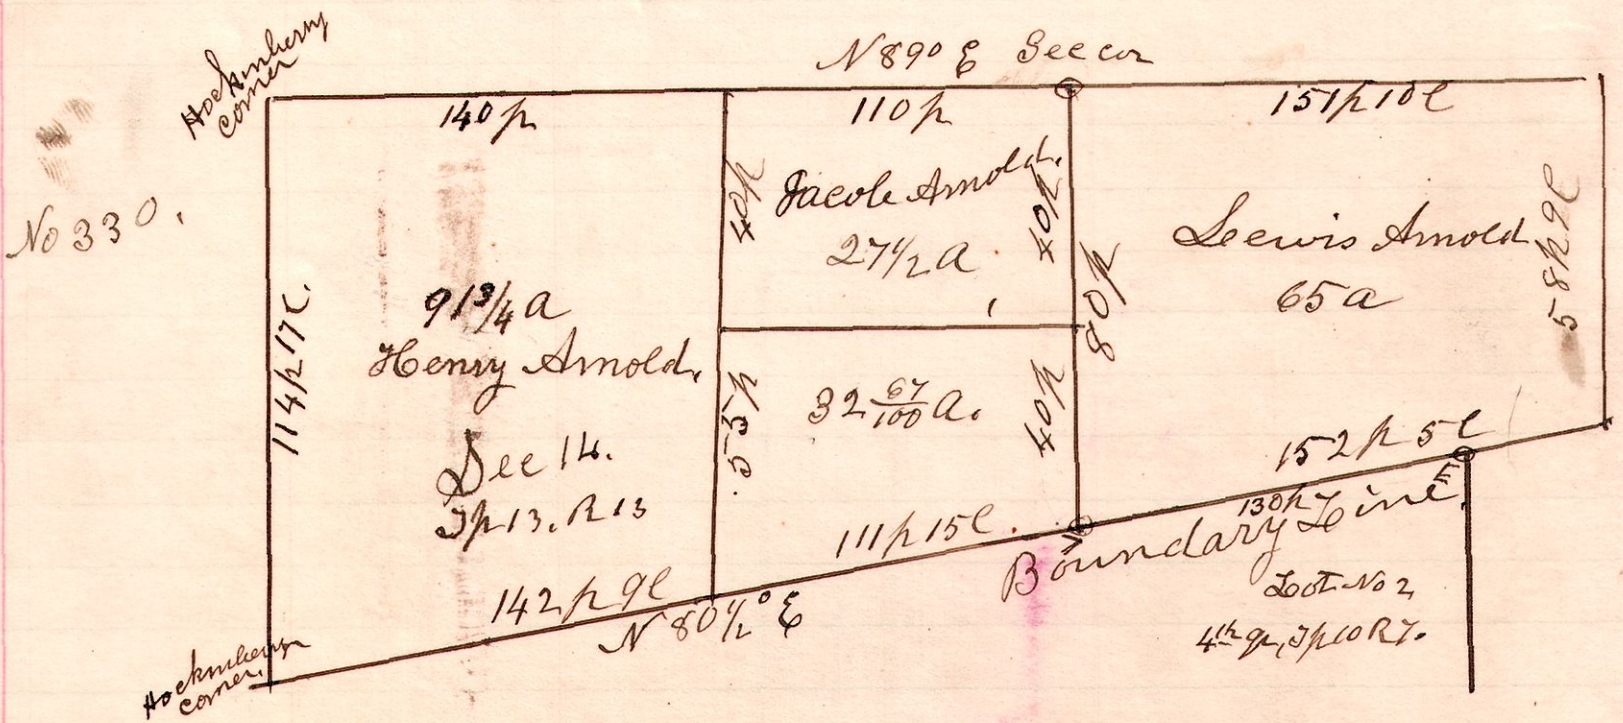 Hockinberry
corner
N 89° E Sec cor
140 p
110 p
151 p 10 l
No 330.
40 p
Jacob Arnold.
27 1/2 a
40 p.
Lewis Arnold
65 a
58 p 9 l
114 p 17 l.
91 3/4 a
Henry Arnold.
Sec 14.
Tp 13. R 13
80 p
55 p
32 67/100 a.
40 p
152 p 5 l
130 p
111 p 15 l.
Boundary Line
142 p 9 l
N 80 1/2° E
Lot No 2
4th qr, Tp 10 R 7.
Hockinberry
corner.